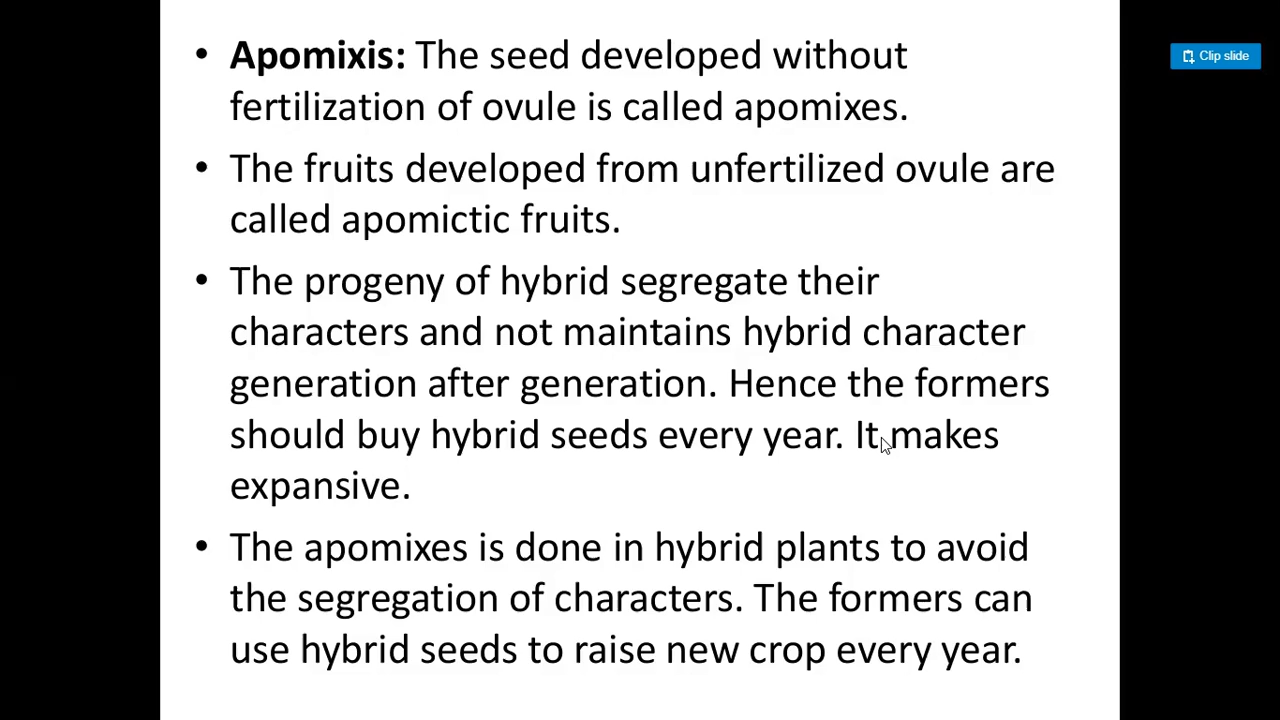 • Apomixis: The seed developed without
fertilization of ovule is called apomixes.
• The fruits developed from unfertilized ovule are
called apomictic fruits.
• The progeny of hybrid segregate their
characters and not maintains hybrid character
generation after generation. Hence the formers
should buy hybrid seeds every year. It makes
expansive.
• The apomixes is done in hybrid plants to avoid
the segregation of characters. The formers can
use hybrid seeds to raise new crop every year.
Clip slide